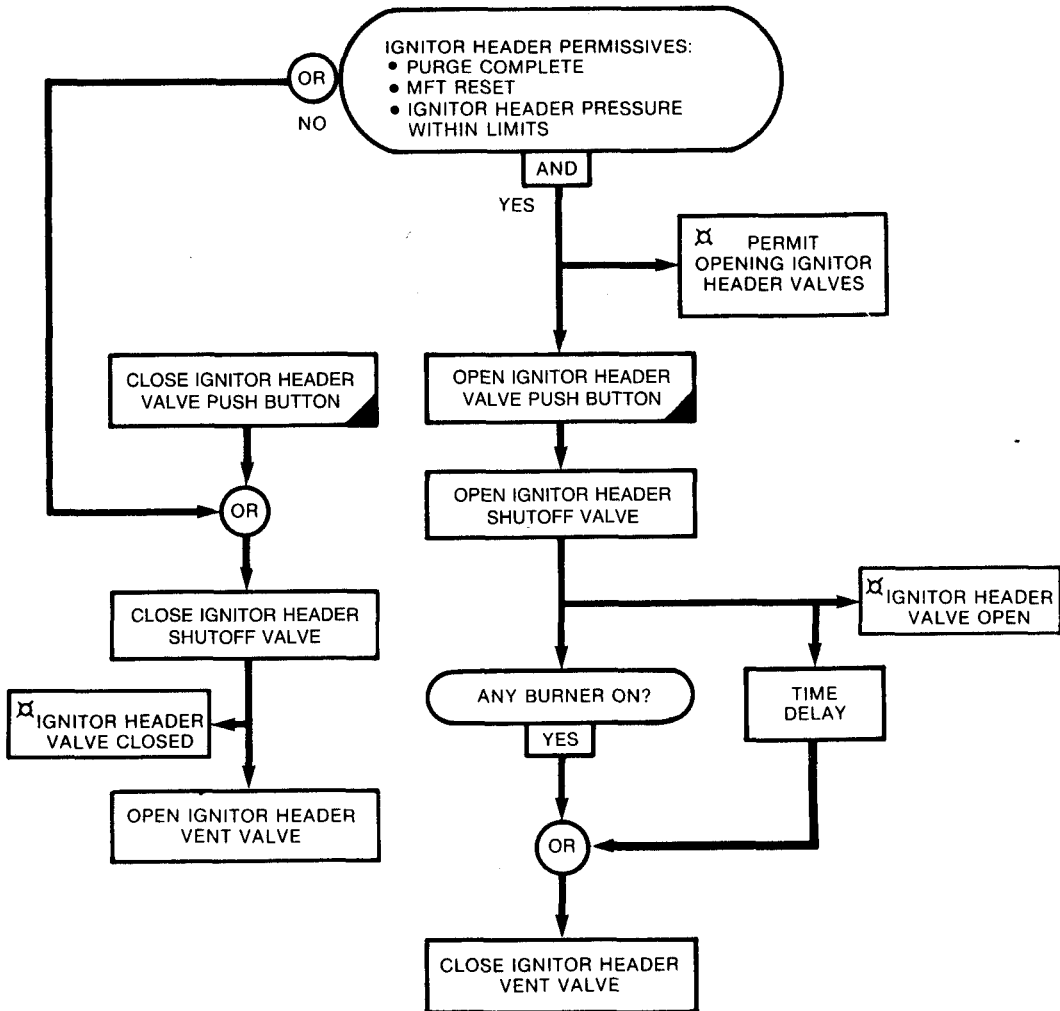 IGNITOR HEADER PERMISSIVES:
• PURGE COMPLETE
• MFT RESET
• IGNITOR HEADER PRESSURE
WITHIN LIMITS
OR
NO
AND
YES
¤ PERMIT
OPENING IGNITOR
HEADER VALVES
CLOSE IGNITOR HEADER
VALVE PUSH BUTTON
OPEN IGNITOR HEADER
VALVE PUSH BUTTON
OR
OPEN IGNITOR HEADER
SHUTOFF VALVE
CLOSE IGNITOR HEADER
SHUTOFF VALVE
¤ IGNITOR HEADER
VALVE OPEN
ANY BURNER ON?
YES
TIME
DELAY
¤ IGNITOR HEADER
VALVE CLOSED
OPEN IGNITOR HEADER
VENT VALVE
OR
CLOSE IGNITOR HEADER
VENT VALVE